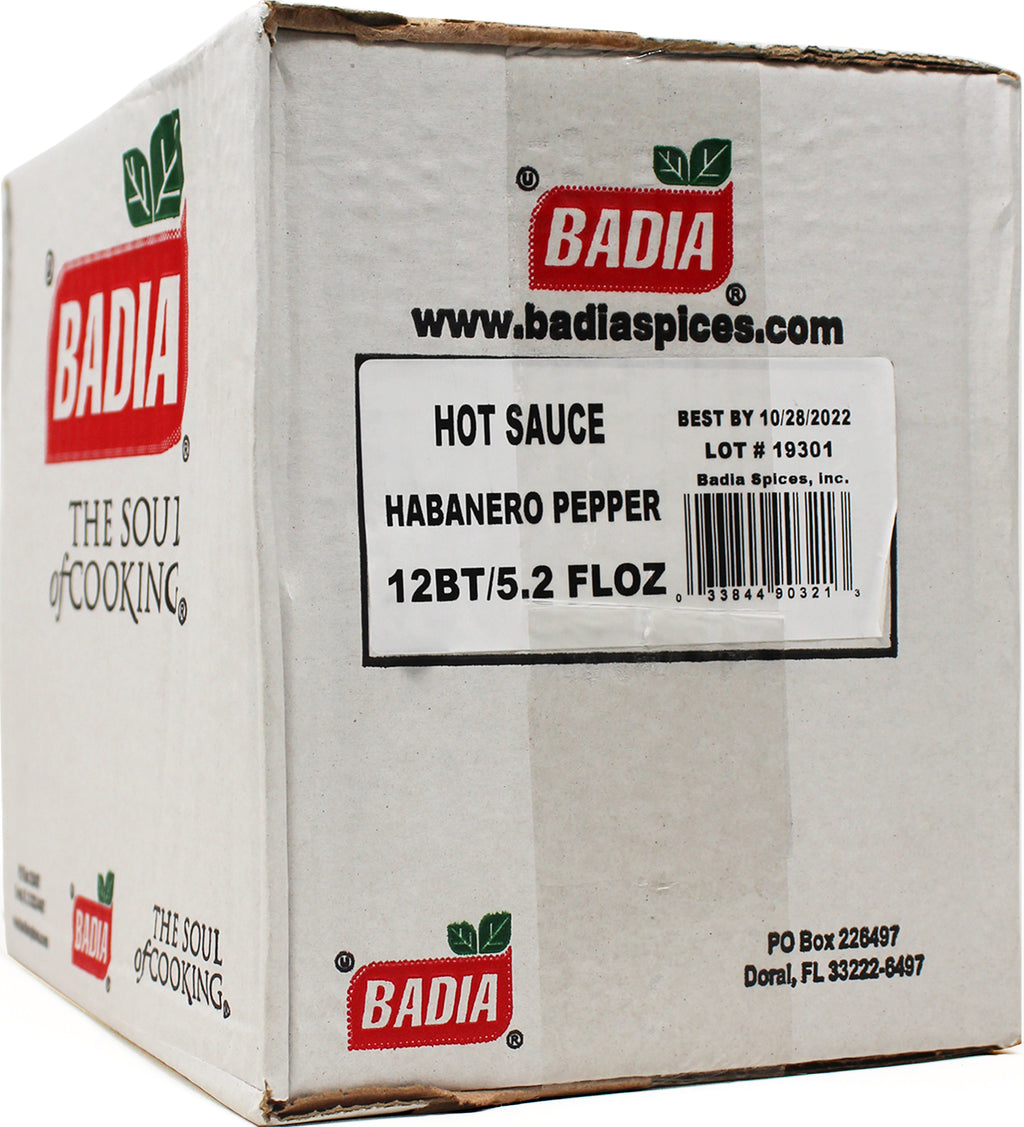 BADIA
®
THE SOUL
of COOKING®
BADIA
THE SOUL
of COOKING®
U
BADIA
®
www.badiaspices.com
HOT SAUCE
HABANERO PEPPER
12BT/5.2 FLOZ
BEST BY 10/28/2022
LOT # 19301
Badia Spices, Inc.
0 33844 90321 3
U
BADIA
®
PO Box 226497
Doral, FL 33222-6497